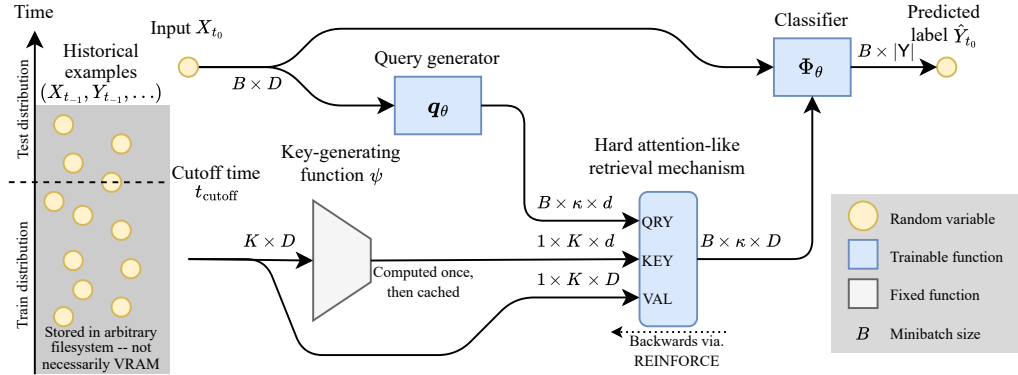 Time
Test distribution
Train distribution
Historical
examples
(X_{t_{-1}}, Y_{t_{-1}}, …)
Stored in arbitrary
filesystem -- not
necessarily VRAM
Input X_{t_0}
B × D
Query generator
q_θ
Cutoff time
t_cutoff
Key-generating
function ψ
K × D
Computed once,
then cached
Hard attention-like
retrieval mechanism
B × κ × d
QRY
1 × K × d
KEY
1 × K × D
VAL
B × κ × D
Backwards via.
REINFORCE
Classifier
Φ_θ
B × |Y|
Predicted
label Ŷ_{t_0}
Random variable
Trainable function
Fixed function
B Minibatch size